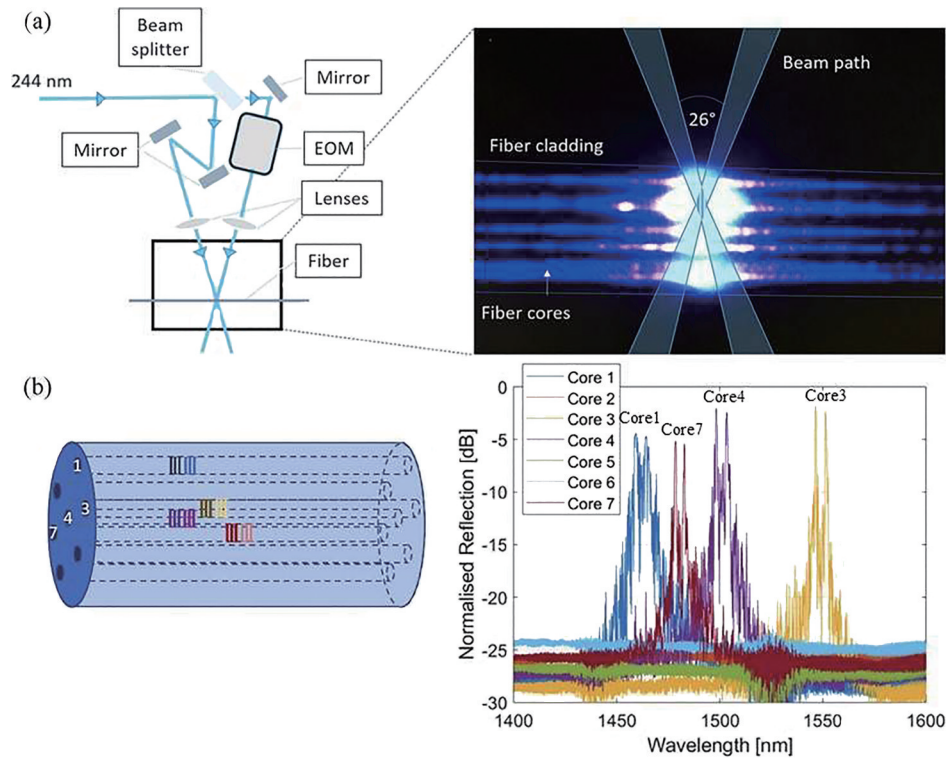 (a)
Beam
splitter
Mirror
244 nm
Mirror
EOM
Lenses
Fiber
Beam path
26°
Fiber cladding
Fiber cores
(b)
1
3
4
7
Core 1
Core 2
Core 3
Core 4
Core 5
Core 6
Core 7
Core1
Core7
Core4
Core3
Normalised Reflection [dB]
0
-5
-10
-15
-20
-25
-30
1400
1450
1500
1550
1600
Wavelength [nm]